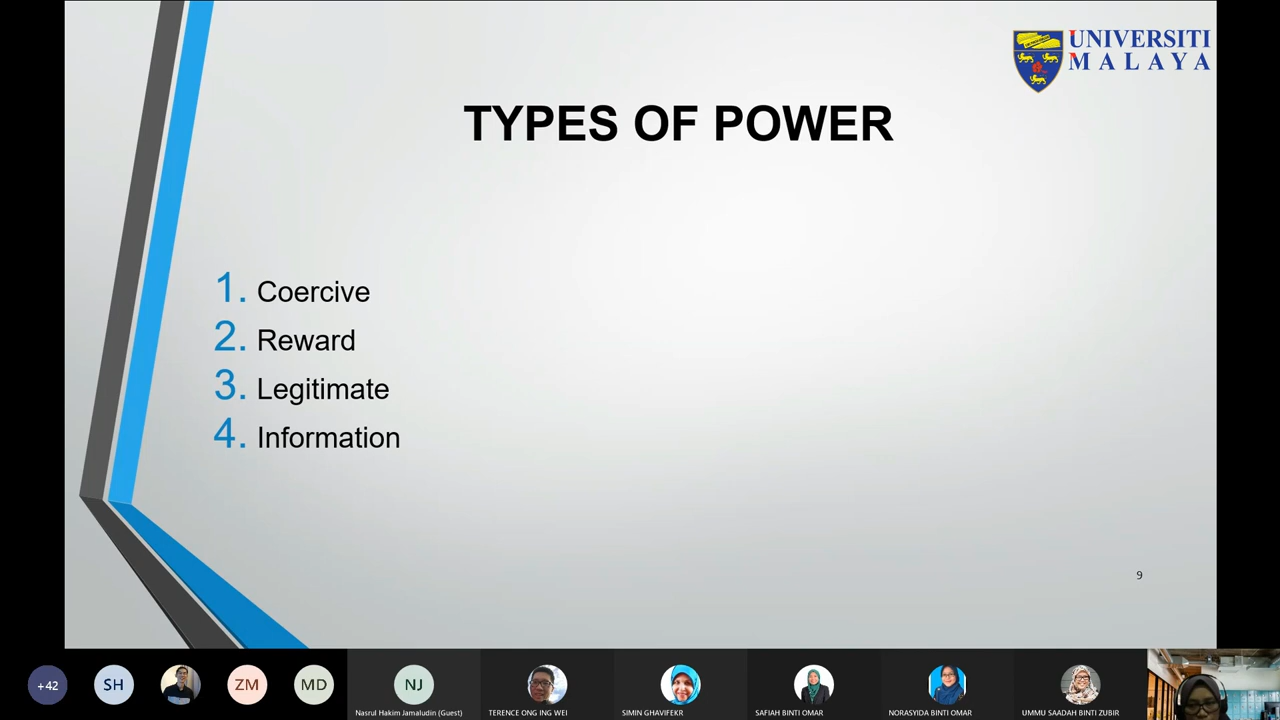 UNIVERSITI
MALAYA
TYPES OF POWER
1. Coercive
2. Reward
3. Legitimate
4. Information
9
+42
SH
ZM
MD
NJ
Nasrul Hakim Jamaludin (Guest)
TERENCE ONG ING WEI
SIMIN GHAVIFEKR
SAFIAH BINTI OMAR
NORASYIDA BINTI OMAR
UMMU SAADAH BINTI ZUBIR